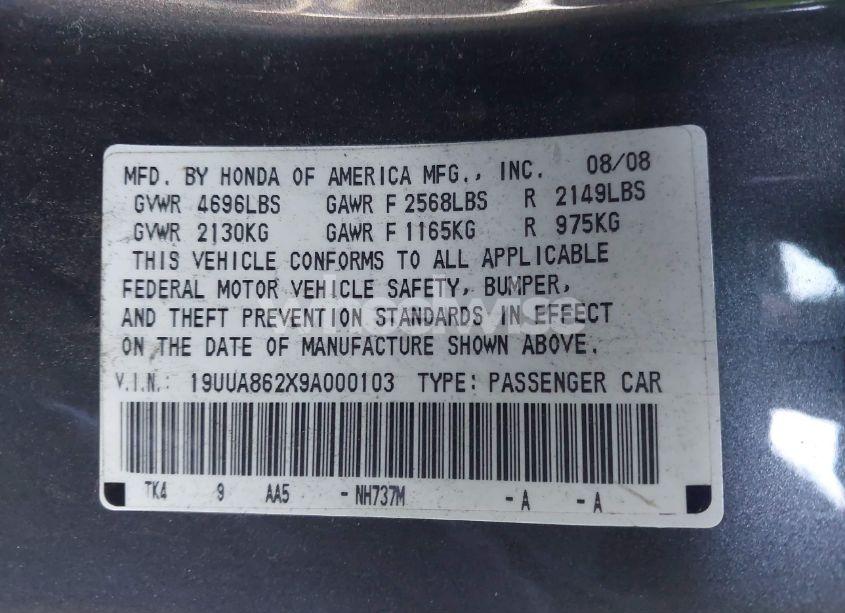 MFD. BY HONDA OF AMERICA MFG., INC. 08/08
GVWR 4696LBS GAWR F 2568LBS R 2149LBS
GVWR 2130KG GAWR F 1165KG R 975KG
THIS VEHICLE CONFORMS TO ALL APPLICABLE
FEDERAL MOTOR VEHICLE SAFETY, BUMPER,
AND THEFT PREVENTION STANDARDS IN EFFECT
ON THE DATE OF MANUFACTURE SHOWN ABOVE.
V.I.N.: 19UUA862X9A000103 TYPE: PASSENGER CAR
TK4 9 AA5 - NH737M - A - A
wheelwise